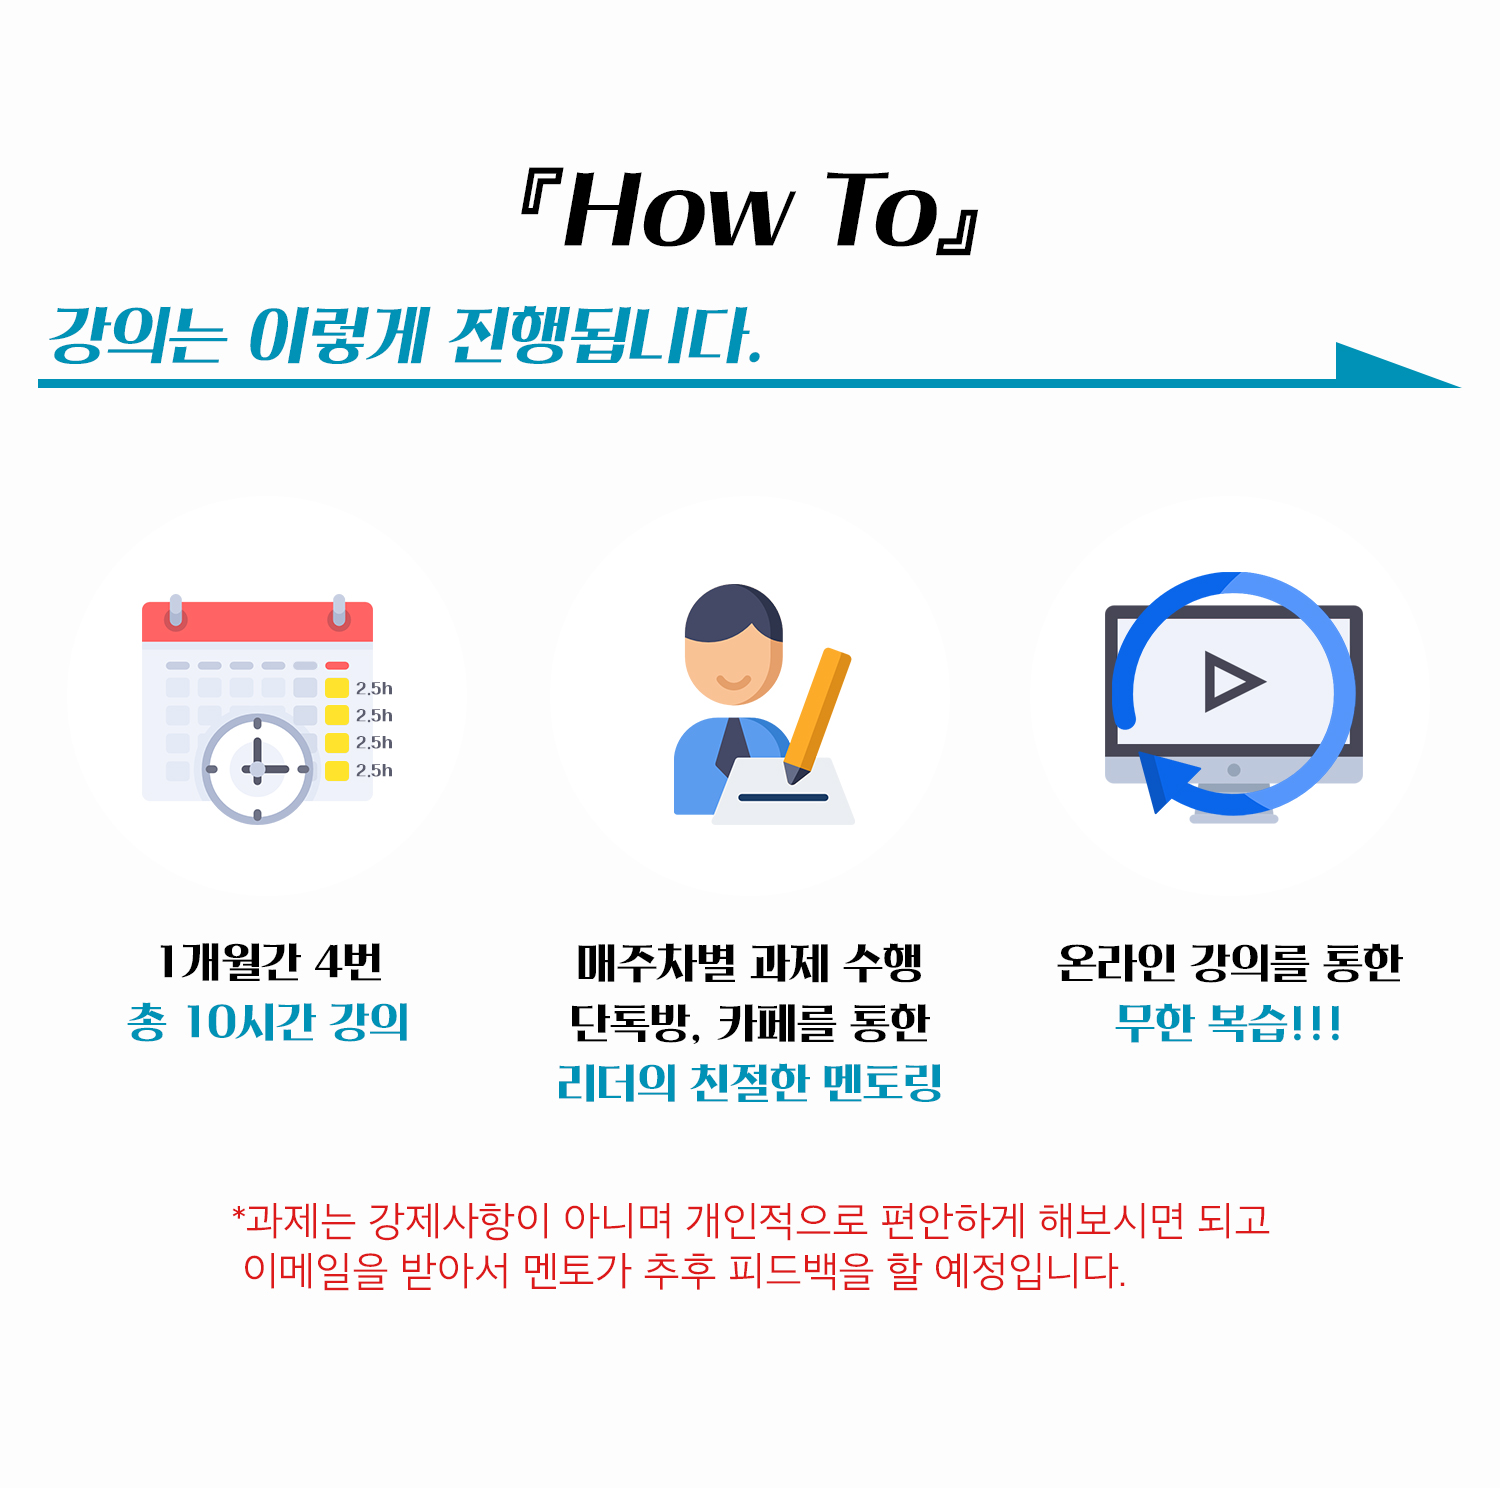 『How To』
강의는 이렇게 진행됩니다.
2.5h
2.5h
2.5h
2.5h
1개월간 4번
총 10시간 강의
매주차별 과제 수행
단톡방, 카페를 통한
리더의 친절한 멘토링
온라인 강의를 통한
무한 복습!!!
*과제는 강제사항이 아니며 개인적으로 편안하게 해보시면 되고
이메일을 받아서 멘토가 추후 피드백을 할 예정입니다.